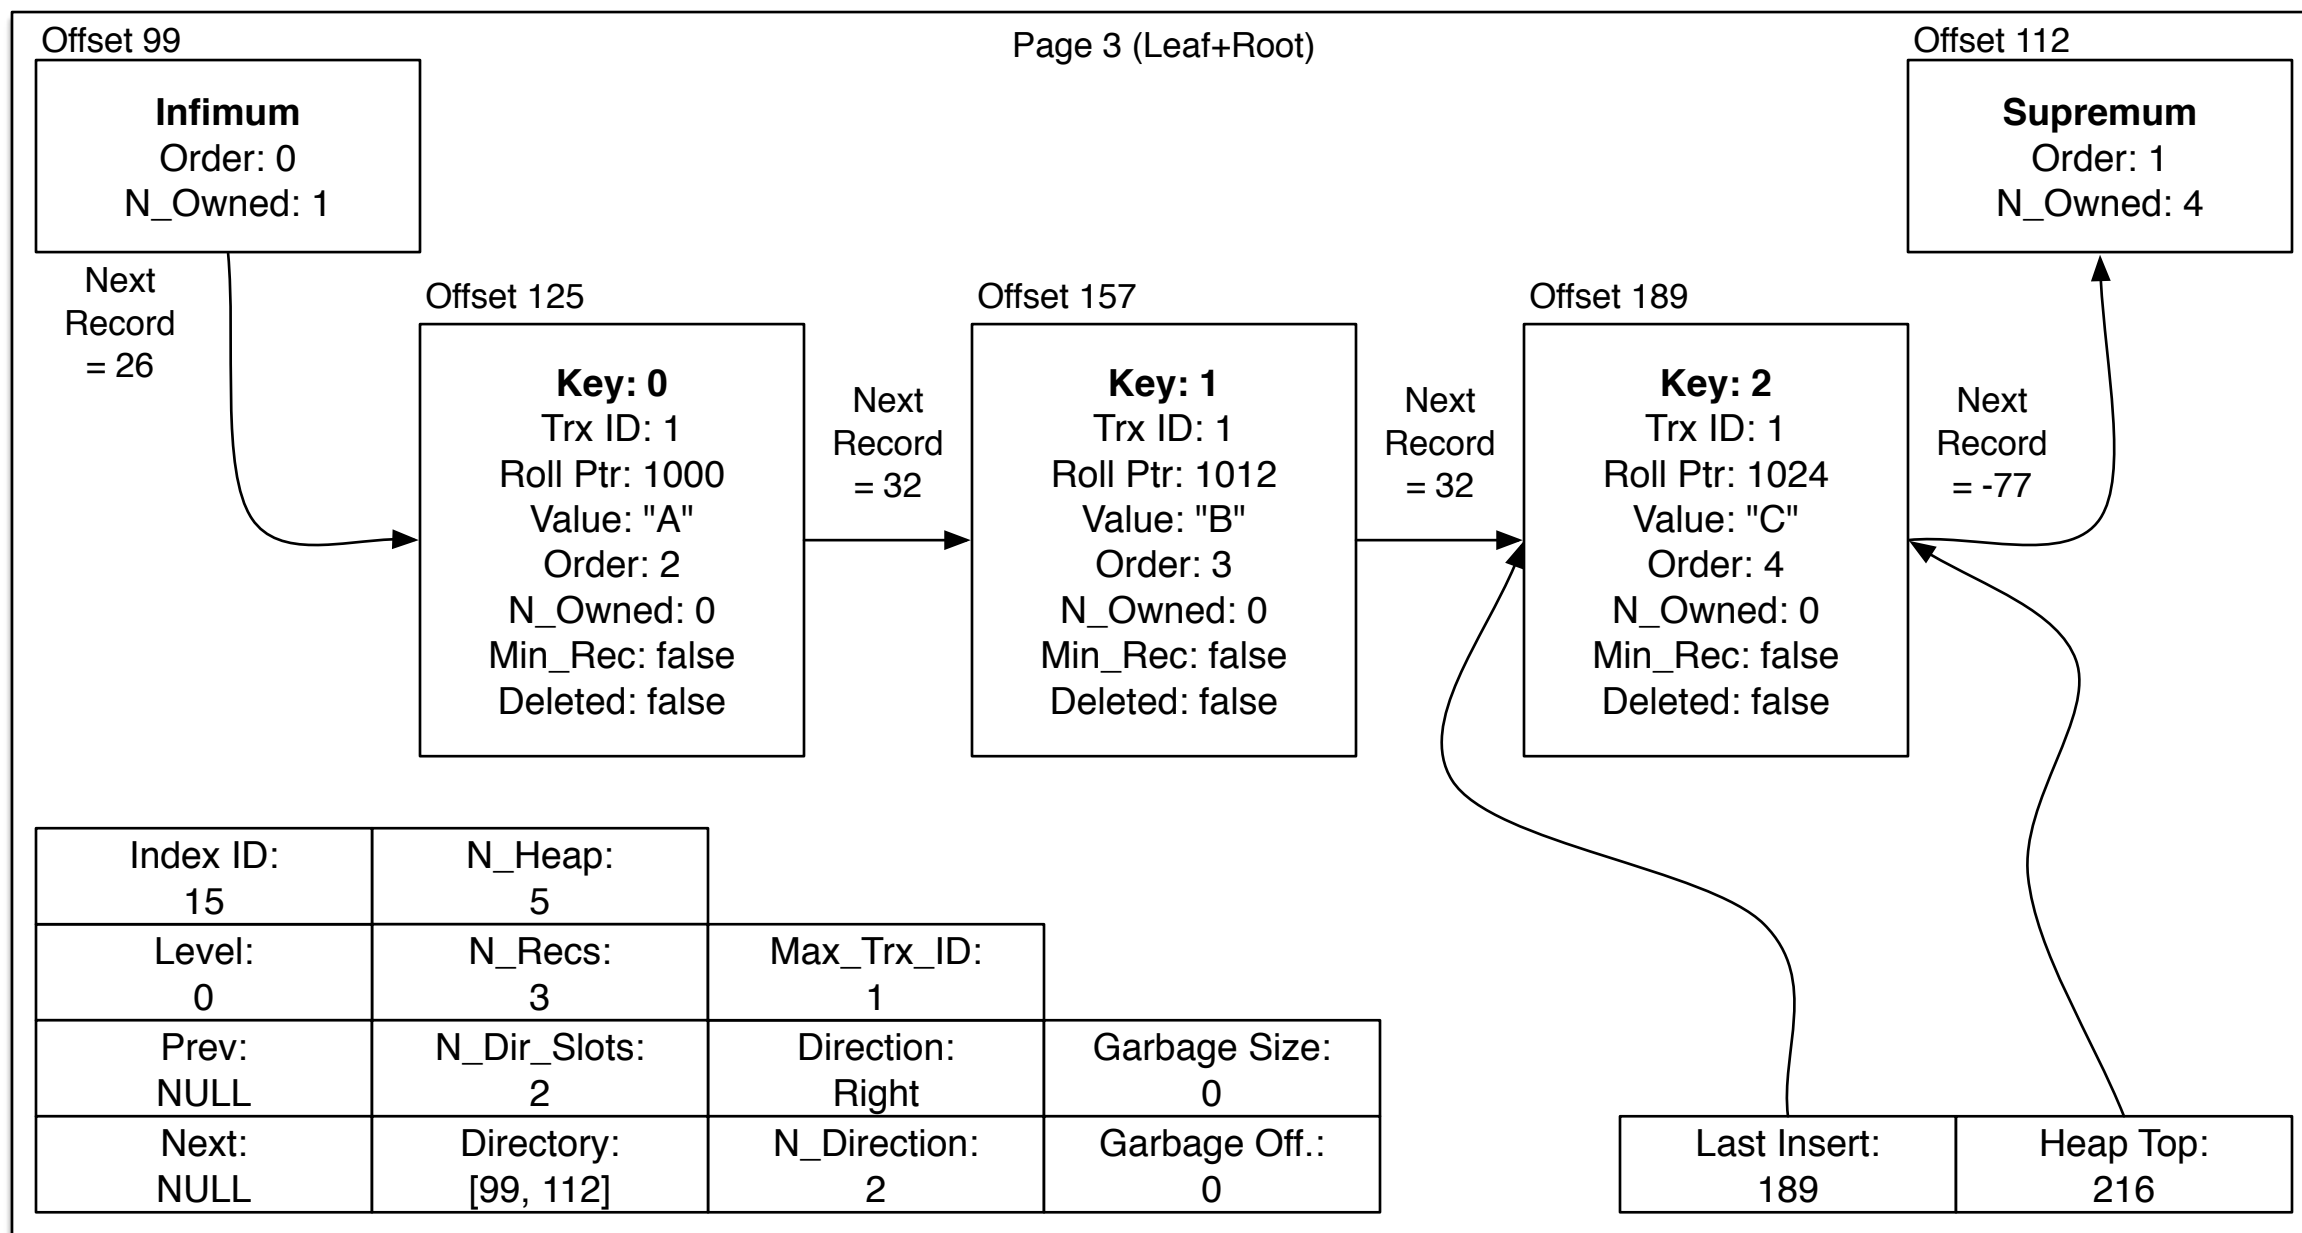 Page 3 (Leaf+Root)
Offset 99
Infimum
Order: 0
N_Owned: 1
Next
Record
= 26
Offset 125
Key: 0
Trx ID: 1
Roll Ptr: 1000
Value: "A"
Order: 2
N_Owned: 0
Min_Rec: false
Deleted: false
Next
Record
= 32
Offset 157
Key: 1
Trx ID: 1
Roll Ptr: 1012
Value: "B"
Order: 3
N_Owned: 0
Min_Rec: false
Deleted: false
Next
Record
= 32
Offset 189
Key: 2
Trx ID: 1
Roll Ptr: 1024
Value: "C"
Order: 4
N_Owned: 0
Min_Rec: false
Deleted: false
Next
Record
= -77
Offset 112
Supremum
Order: 1
N_Owned: 4
Index ID:
15
N_Heap:
5
Level:
0
N_Recs:
3
Max_Trx_ID:
1
Prev:
NULL
N_Dir_Slots:
2
Direction:
Right
Garbage Size:
0
Next:
NULL
Directory:
[99, 112]
N_Direction:
2
Garbage Off.:
0
Last Insert:
189
Heap Top:
216